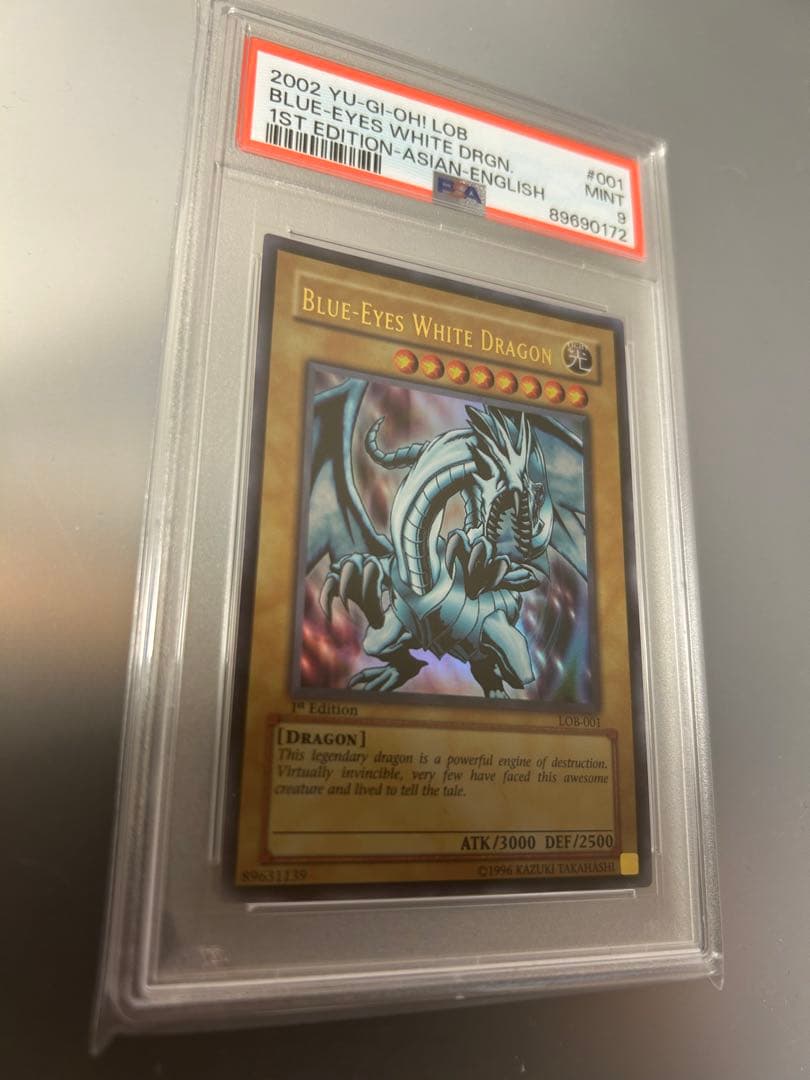 2002 YU-GI-OH! LOB
BLUE-EYES WHITE DRGN.
1ST EDITION-ASIAN-ENGLISH
#001
MINT
9
89690172
PSA
BLUE-EYES WHITE DRAGON
LIGHT
光
1st Edition
LOB-001
[DRAGON]
This legendary dragon is a powerful engine of destruction.
Virtually invincible, very few have faced this awesome
creature and lived to tell the tale.
ATK/3000 DEF/2500
89631139
©1996 KAZUKI TAKAHASHI